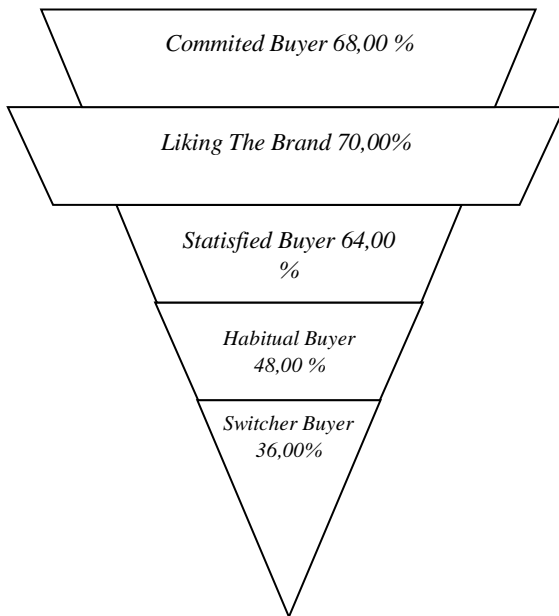 Commited Buyer 68,00 %
Liking The Brand 70,00%
Statisfied Buyer 64,00
%
Habitual Buyer
48,00 %
Switcher Buyer
36,00%